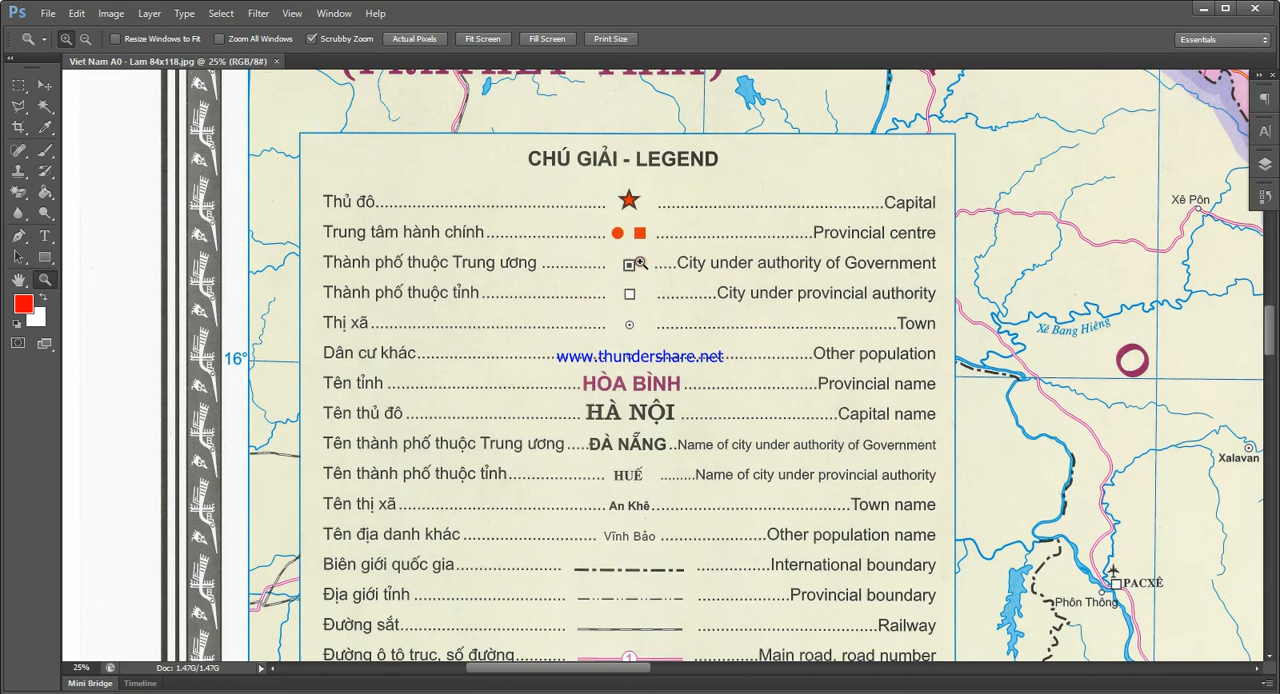 Ps File Edit Image Layer Type Select Filter View Window Help
Resize Windows to Fit Zoom All Windows Scrubby Zoom Actual Pixels Fit Screen Fill Screen Print Size Essentials
Viet Nam A0 - Lam 84x118.jpg @ 25% (RGB/8#) ×
CHÚ GIẢI - LEGEND
Thủ đô Capital
Trung tâm hành chính Provincial centre
Thành phố thuộc Trung ương City under authority of Government
Thành phố thuộc tỉnh City under provincial authority
Thị xã Town
Dân cư khác Other population
www.thundershare.net
Tên tỉnh HÒA BÌNH Provincial name
Tên thủ đô HÀ NỘI Capital name
Tên thành phố thuộc Trung ương ĐÀ NẴNG Name of city under authority of Government
Tên thành phố thuộc tỉnh HUẾ Name of city under provincial authority
Tên thị xã An Khê Town name
Tên địa danh khác Vĩnh Bảo Other population name
Biên giới quốc gia International boundary
Địa giới tỉnh Provincial boundary
Đường sắt Railway
Đường ô tô trục, số đường 1 Main road, road number
16°
Xê Pôn
Xê Bang Hiêng
Xalavan
PACXÊ
Phôn Thông
25% Doc: 1.47G/1.47G
Mini Bridge Timeline